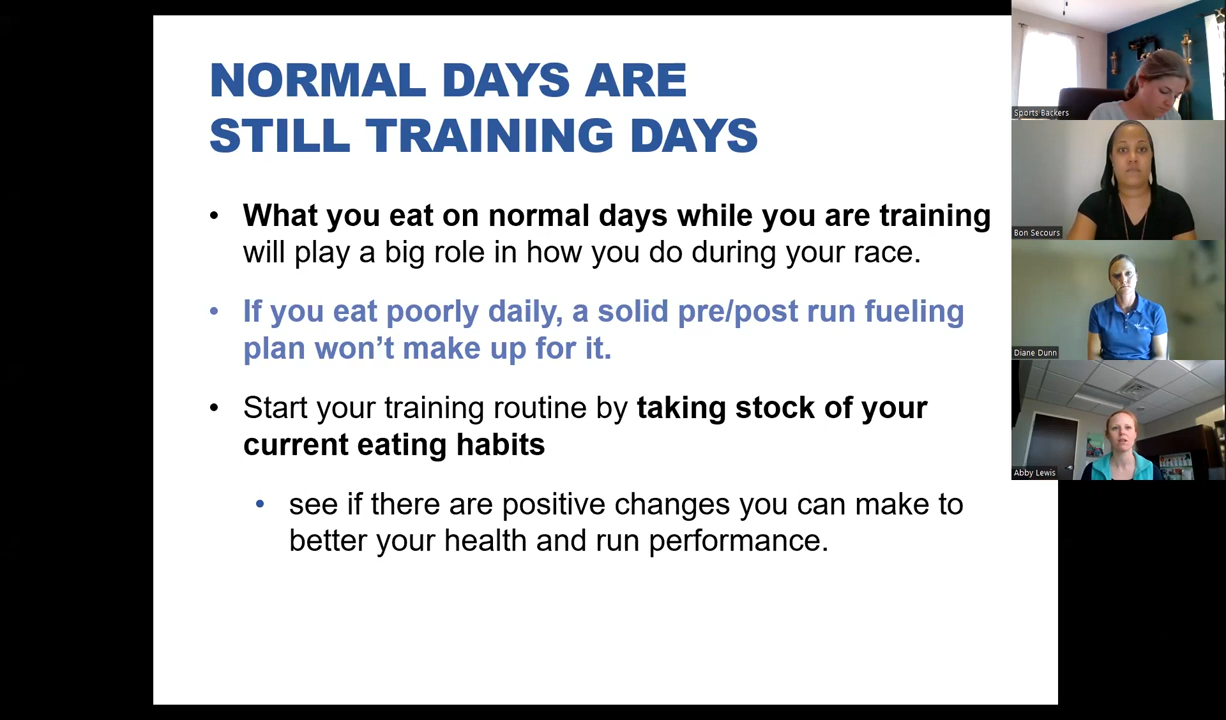 NORMAL DAYS ARE
STILL TRAINING DAYS
• What you eat on normal days while you are training
will play a big role in how you do during your race.
• If you eat poorly daily, a solid pre/post run fueling
plan won’t make up for it.
• Start your training routine by taking stock of your
current eating habits
• see if there are positive changes you can make to
better your health and run performance.
Sports Backers
Bon Secours
Diane Dunn
Abby Lewis